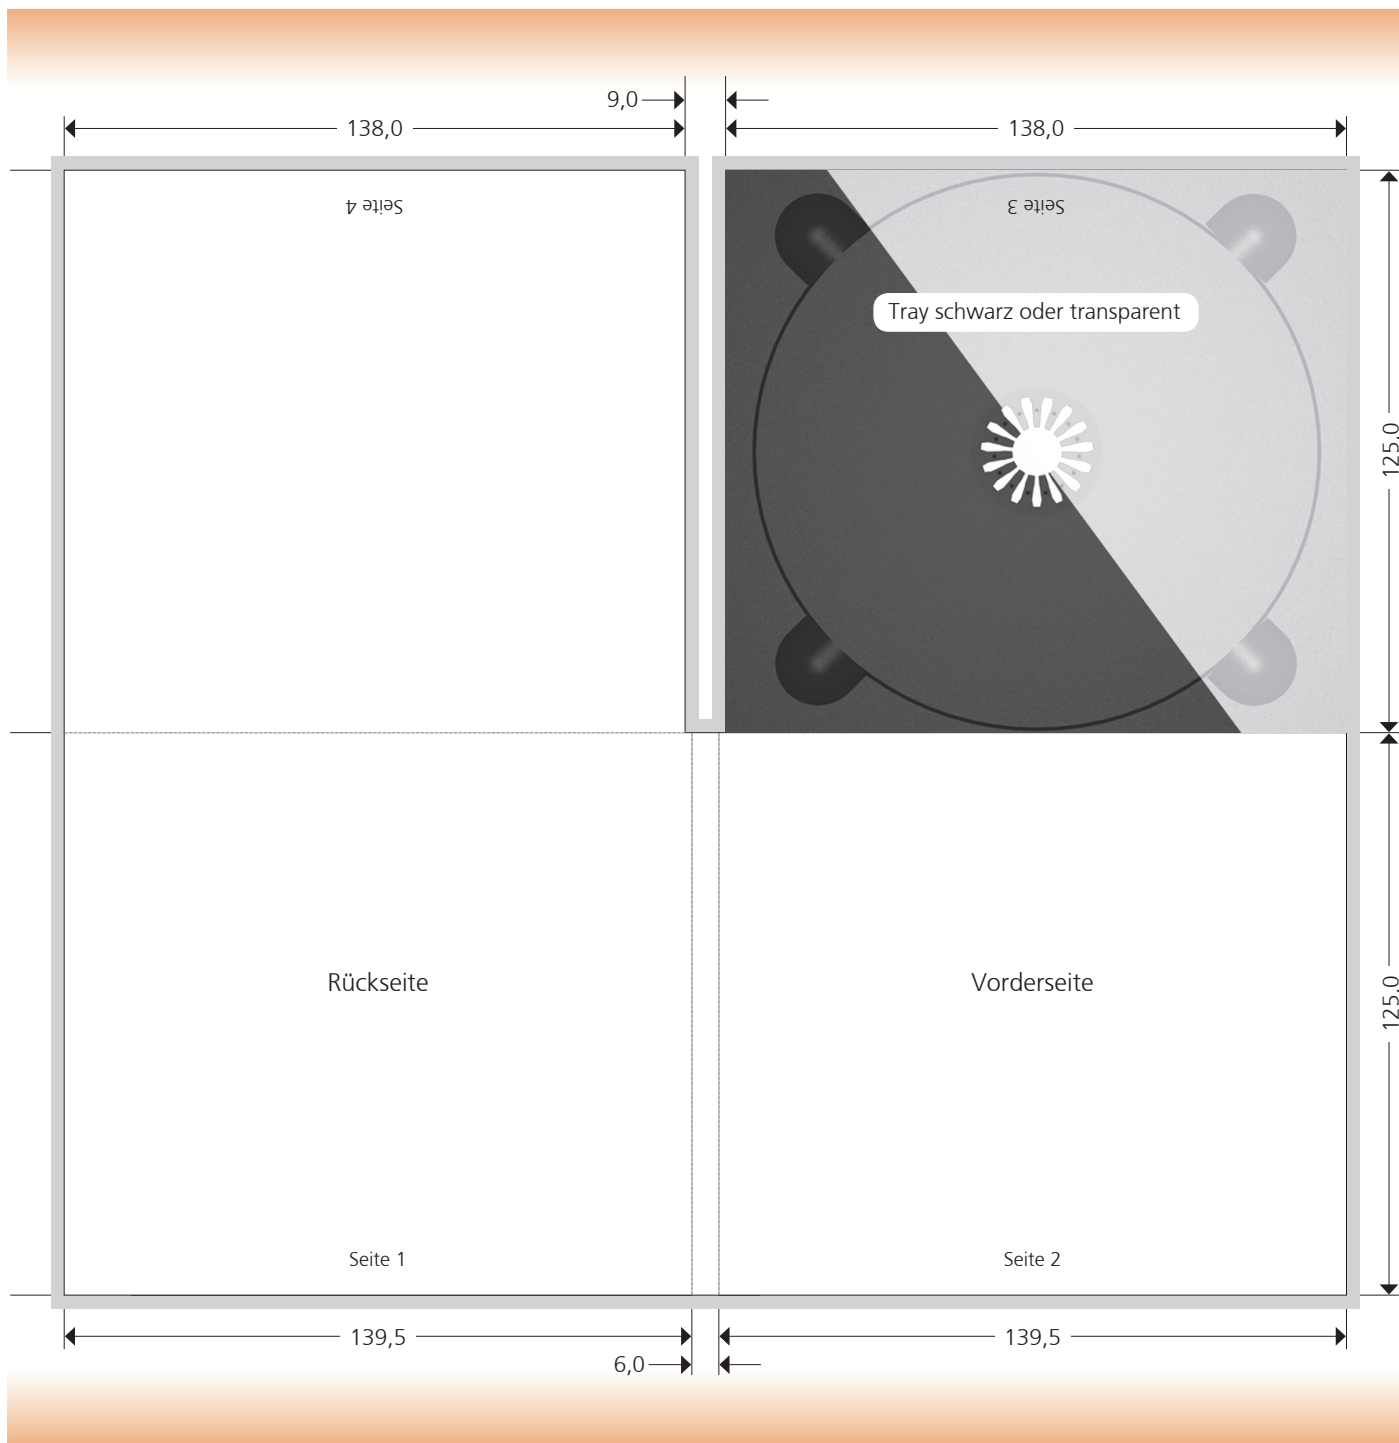 9,0
138,0
138,0
Seite 4
Seite 3
Tray schwarz oder transparent
125,0
Rückseite
Vorderseite
125,0
Seite 1
Seite 2
139,5
139,5
6,0